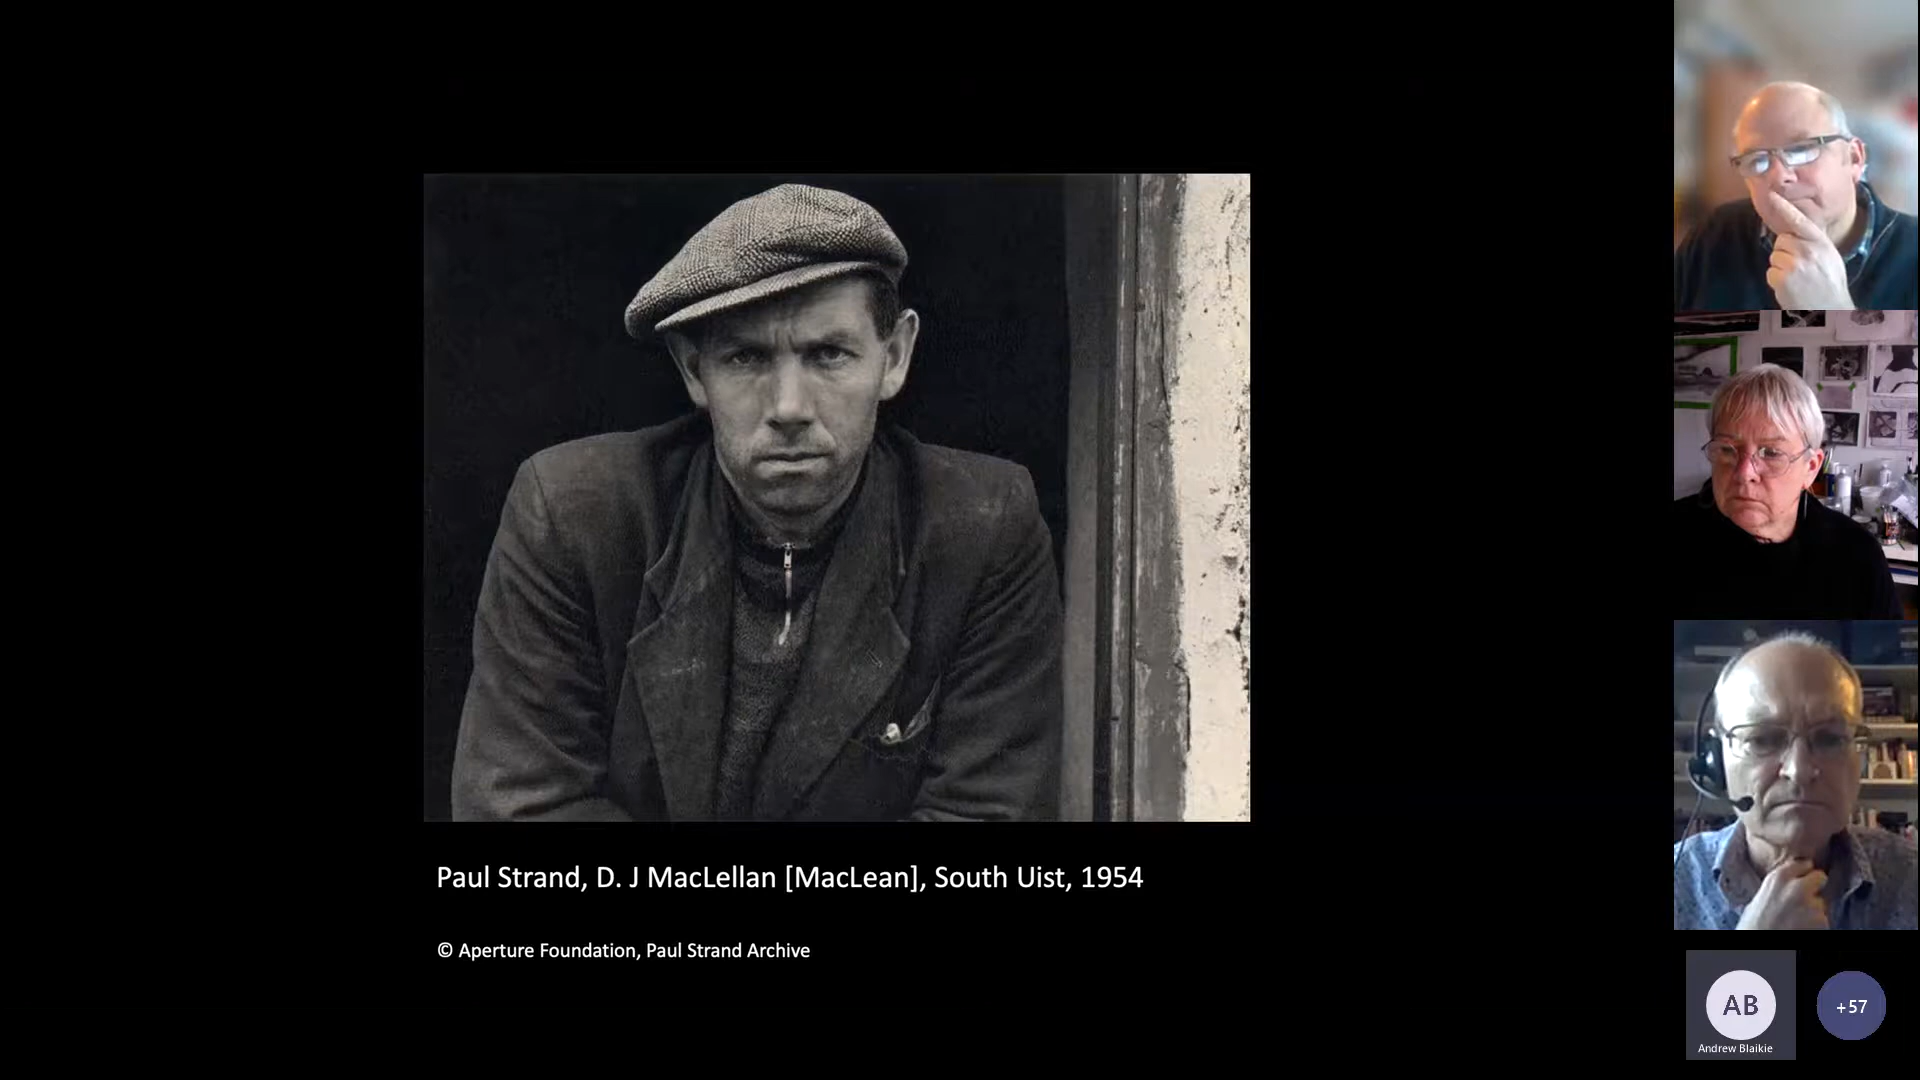 Paul Strand, D. J MacLellan [MacLean], South Uist, 1954
© Aperture Foundation, Paul Strand Archive
AB
+57
Andrew Blaikie